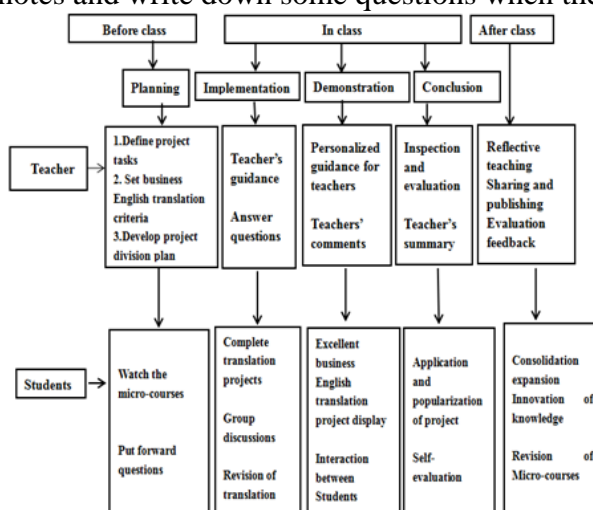 notes and write down some questions when the
Before class
In class
After class
Planning
Implementation
Demonstration
Conclusion
Teacher
1.Define project
tasks
2. Set business
English translation
criteria
3.Develop project
division plan
Teacher's
guidance
Answer
questions
Personalized
guidance for
teachers
Teachers'
comments
Inspection
and
evaluation
Teacher's
summary
Reflective
teaching
Sharing and
publishing
Evaluation
feedback
Students
Watch the
micro-courses
Put forward
questions
Complete
translation
projects
Group
discussions
Revision of
translation
Excellent
business
English
translation
project display
Interaction
between
Students
Application
and
popularization
of project
Self-
evaluation
Consolidation
expansion
Innovation of
knowledge
Revision of
Micro-courses